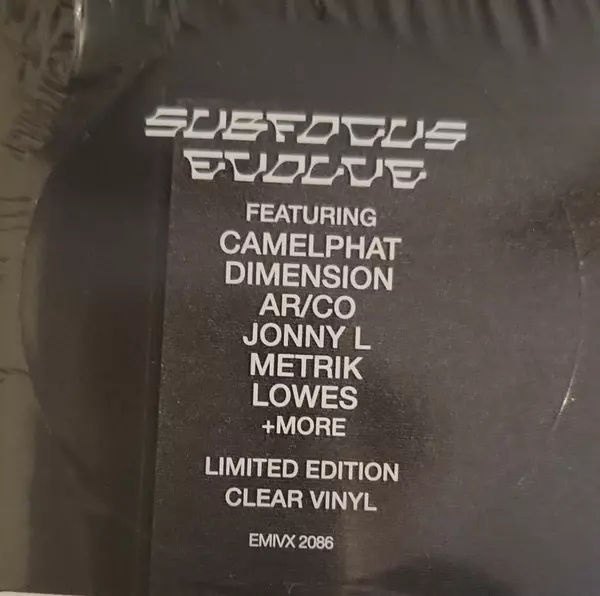 SUBFOCUS
EVOLVE
FEATURING
CAMELPHAT
DIMENSION
AR/CO
JONNY L
METRIK
LOWES
+MORE
LIMITED EDITION
CLEAR VINYL
EMIVX 2086